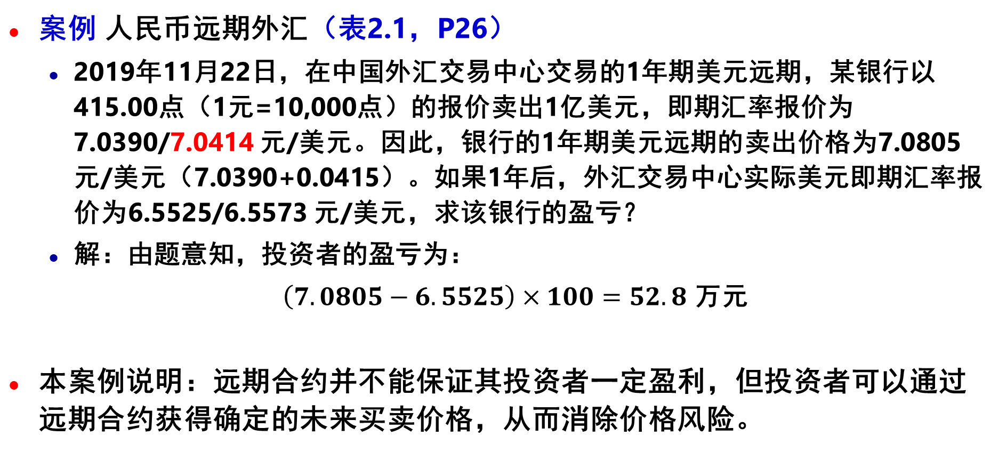 案例 人民币远期外汇（表2.1，P26）
2019年11月22日，在中国外汇交易中心交易的1年期美元远期，某银行以
415.00点（1元=10,000点）的报价卖出1亿美元，即期汇率报价为
7.0390/7.0414 元/美元。因此，银行的1年期美元远期的卖出价格为7.0805
元/美元（7.0390+0.0415）。如果1年后，外汇交易中心实际美元即期汇率报
价为6.5525/6.5573 元/美元，求该银行的盈亏？
解：由题意知，投资者的盈亏为：
(7.0805 − 6.5525) × 100 = 52.8 万元
本案例说明：远期合约并不能保证其投资者一定盈利，但投资者可以通过
远期合约获得确定的未来买卖价格，从而消除价格风险。